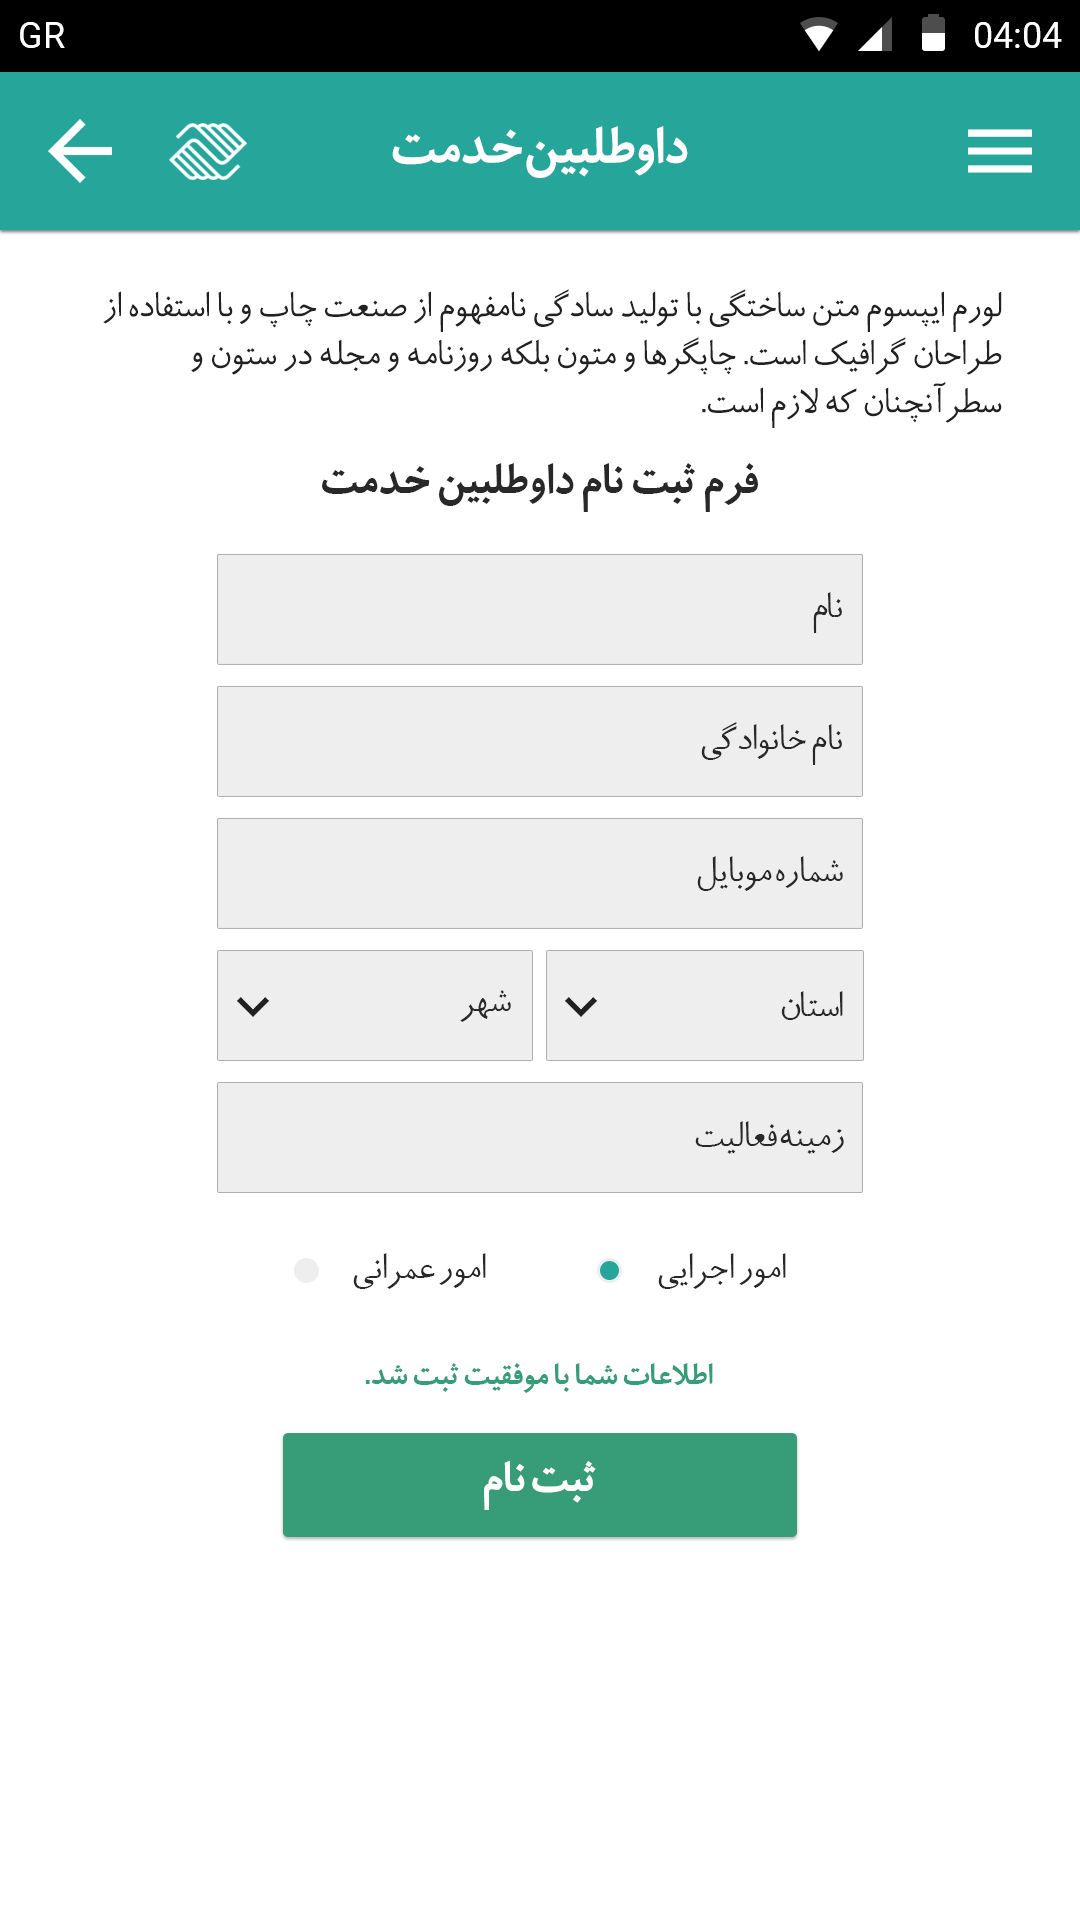 GR
04:04
داوطلبین خدمت
لورم ایپسوم متن ساختگی با تولید سادگی نامفهوم از صنعت چاپ و با استفاده از
طراحان گرافیک است. چاپگرها و متون بلکه روزنامه و مجله در ستون و
سطرآنچنان که لازم است.
فرم ثبت نام داوطلبین خدمت
نام
نام خانوادگی
شماره موبایل
استان
شهر
زمینه فعالیت
امور اجرایی
امور عمرانی
اطلاعات شما با موفقیت ثبت شد.
ثبت نام